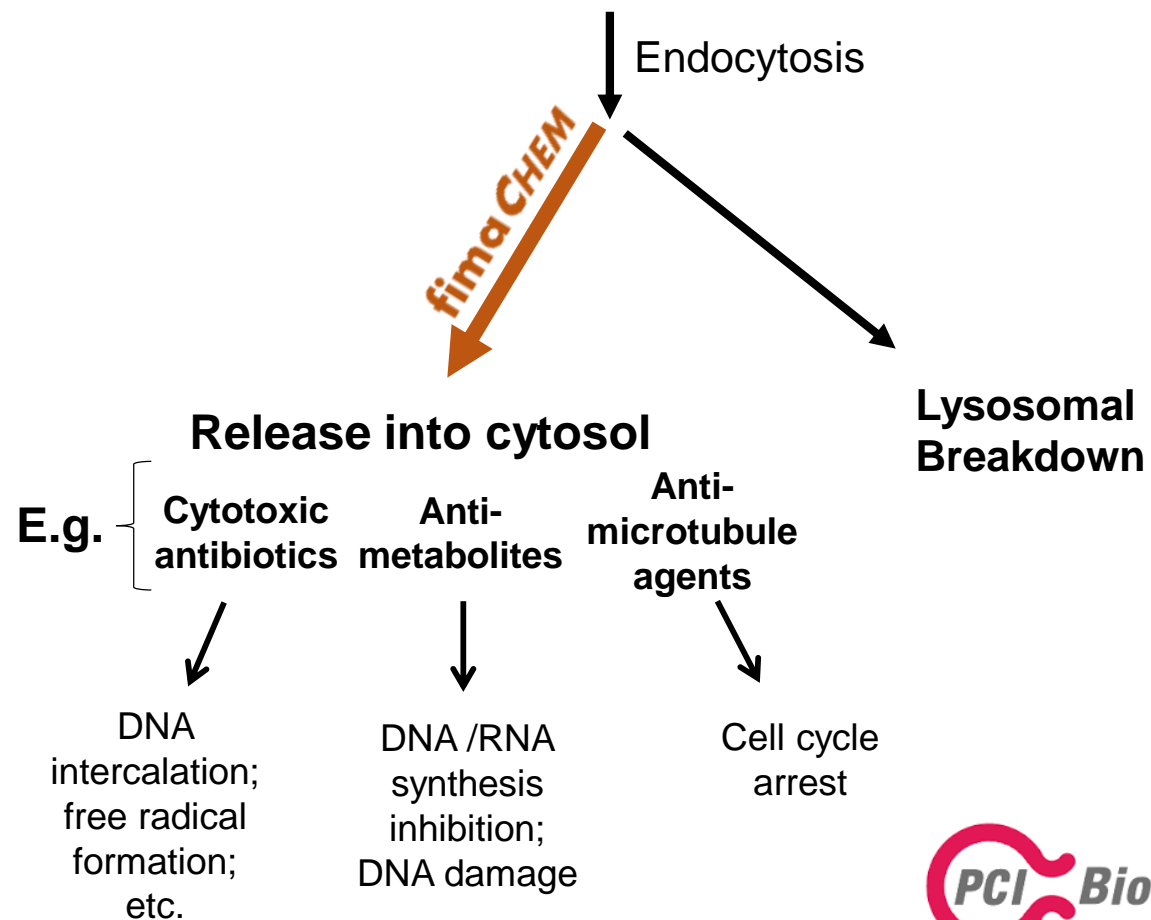 Endocytosis
fimaCHEM
Lysosomal
Breakdown
Release into cytosol
E.g.
Cytotoxic
antibiotics
Anti-
metabolites
Anti-
microtubule
agents
DNA
intercalation;
free radical
formation;
etc.
DNA /RNA
synthesis
inhibition;
DNA damage
Cell cycle
arrest
PCI Bio